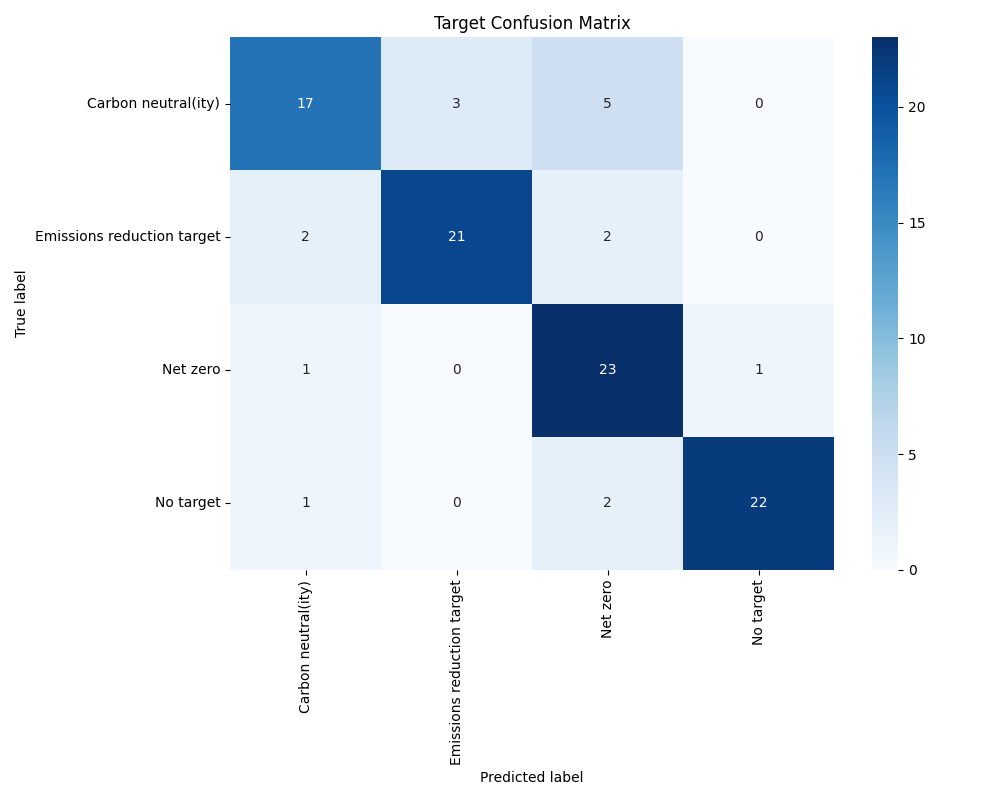 Target Confusion Matrix
True label
Carbon neutral(ity)
17 3 5 0
Emissions reduction target
2 21 2 0
Net zero
1 0 23 1
No target
1 0 2 22
Carbon neutral(ity)
Emissions reduction target
Net zero
No target
Predicted label
20
15
10
5
0